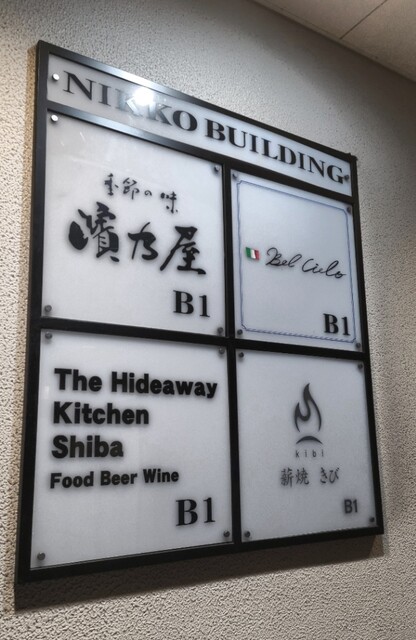 NIKKO BUILDING
季節の味
濱乃屋
B1
Bel Cielo
B1
The Hideaway
Kitchen
Shiba
Food Beer Wine
B1
kibi
薪焼 きび
B1